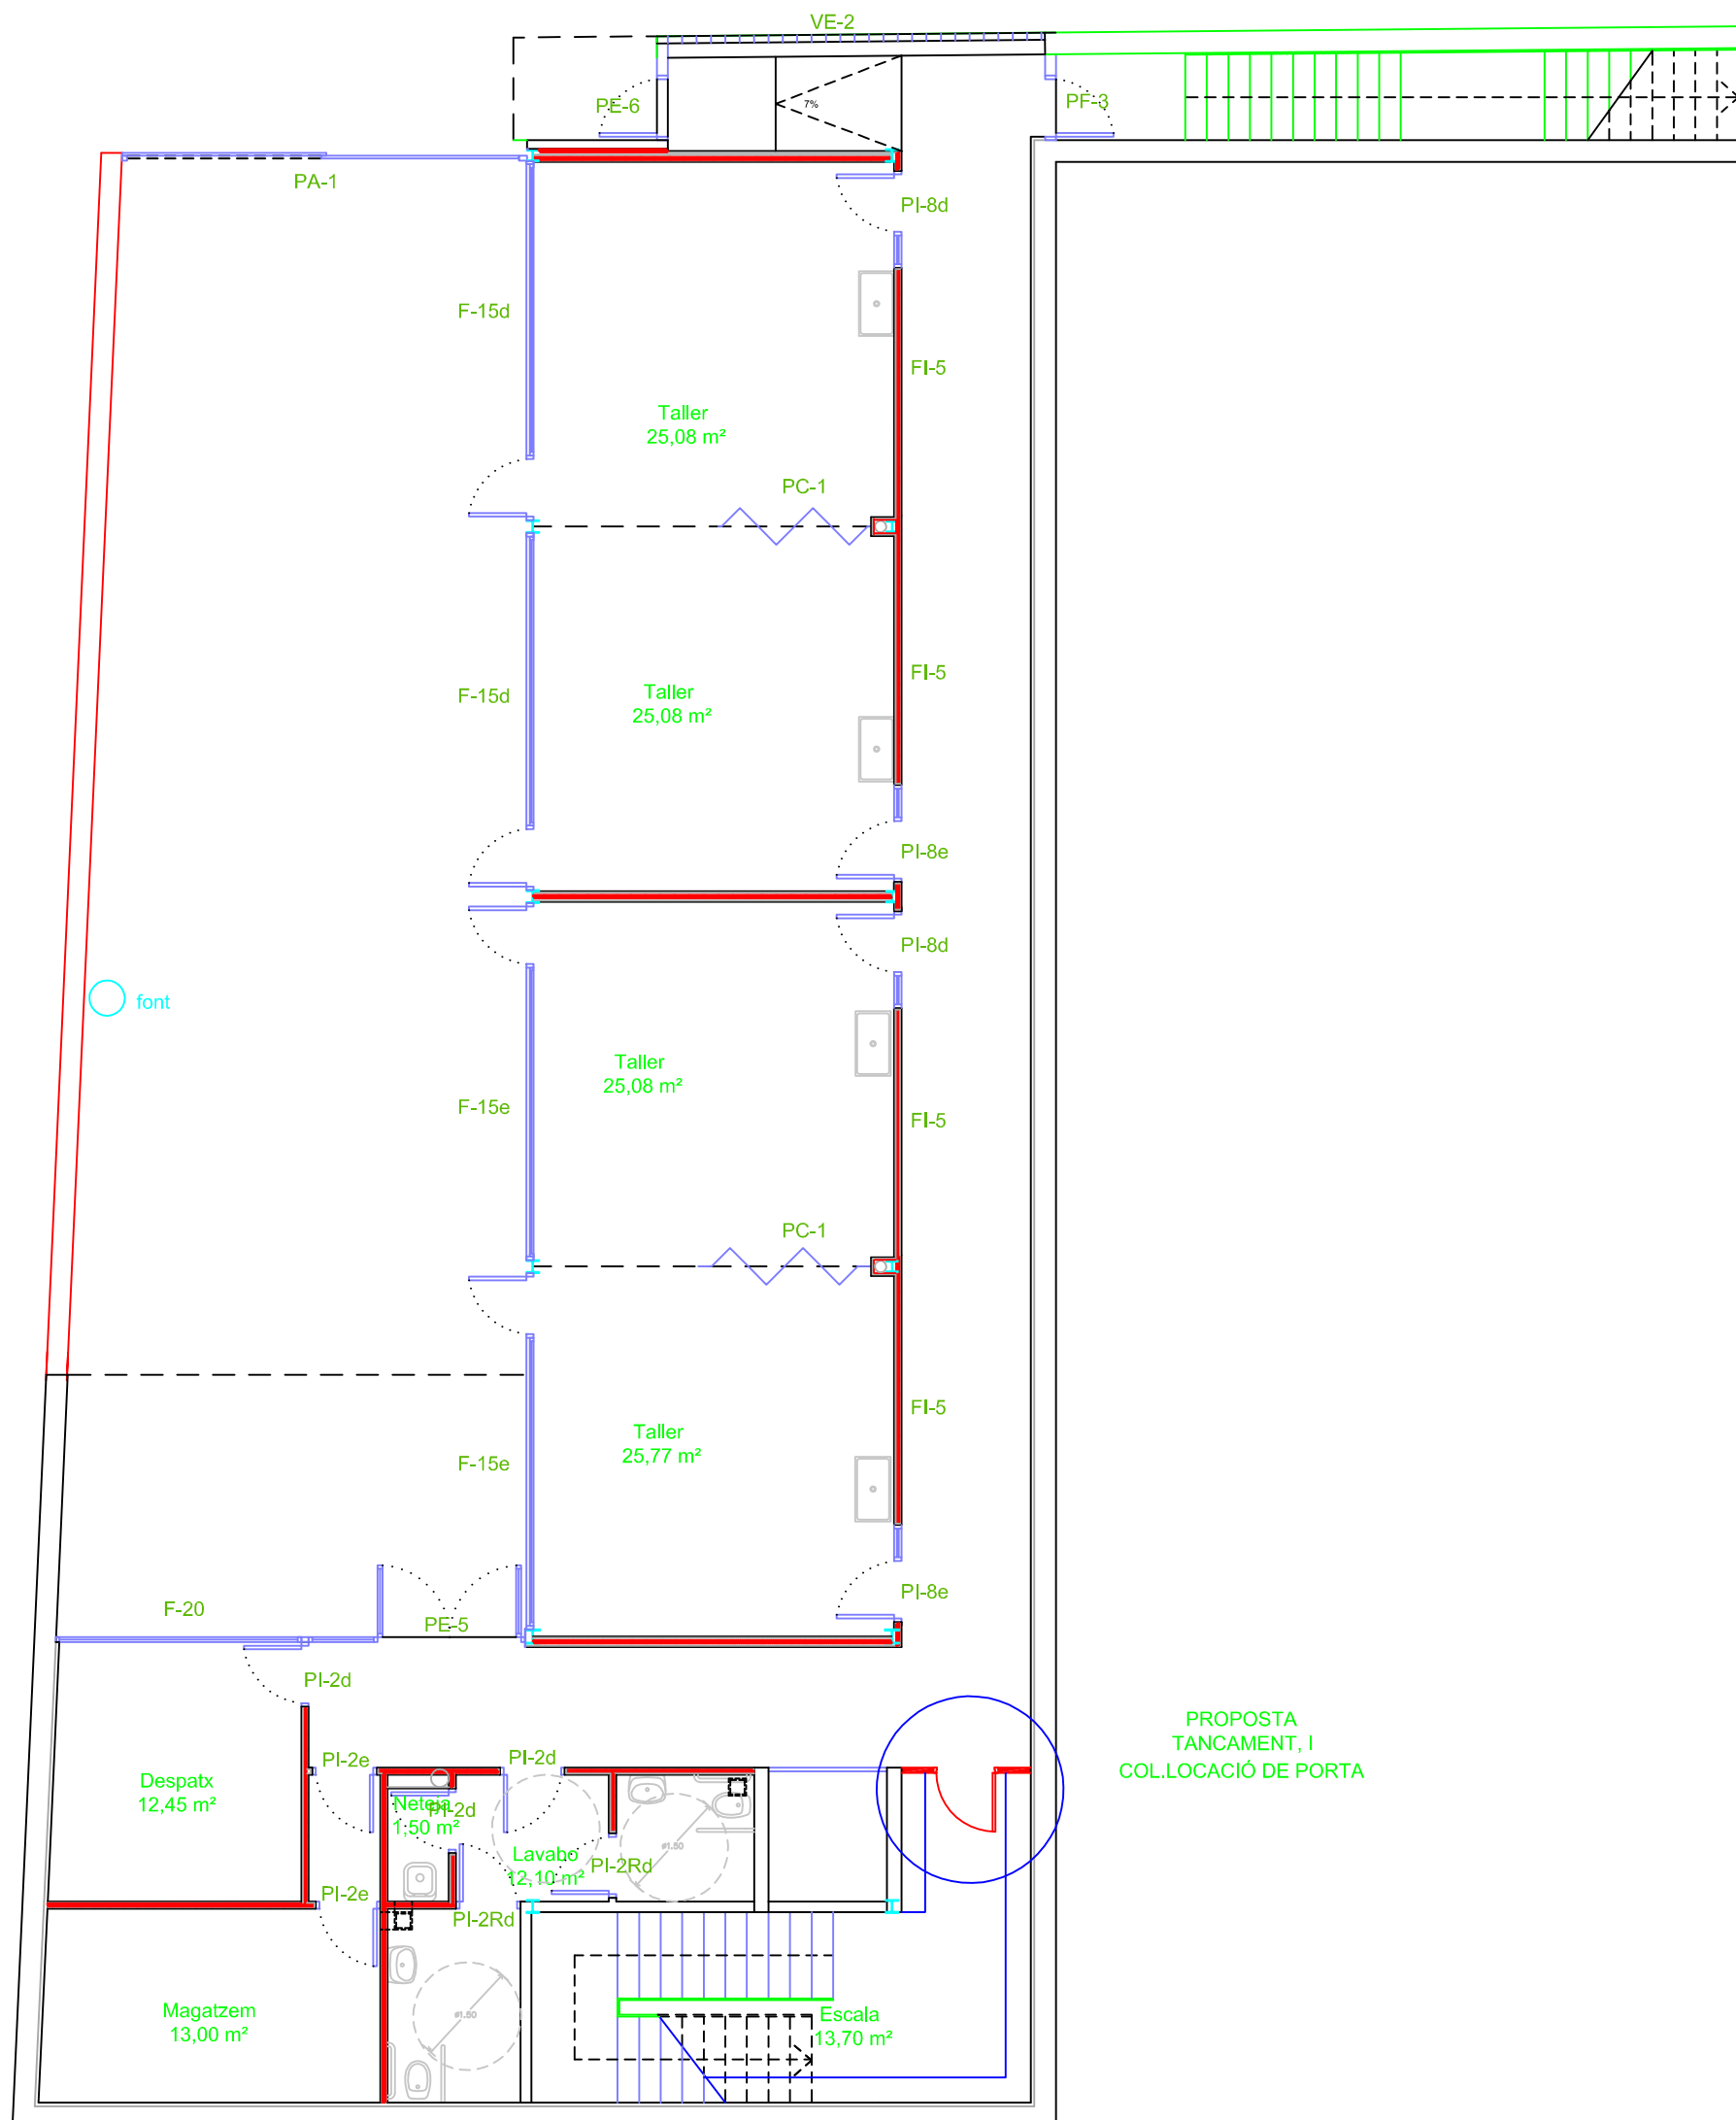 VE-2
PE-6
7%
PF-3
PA-1
PI-8d
F-15d
FI-5
Taller
25,08 m²
PC-1
FI-5
F-15d
Taller
25,08 m²
PI-8e
PI-8d
font
Taller
25,08 m²
F-15e
FI-5
PC-1
FI-5
Taller
25,77 m²
F-15e
PI-8e
F-20
PE-5
PI-2d
PROPOSTA
TANCAMENT, I
COL.LOCACIÓ DE PORTA
PI-2e
PI-2d
Despatx
12,45 m²
Neteja
1,50 m²
PI-2d
ø1.50
Lavabo
12,10 m²
PI-2Rd
PI-2e
PI-2Rd
Magatzem
13,00 m²
ø1.50
Escala
13,70 m²